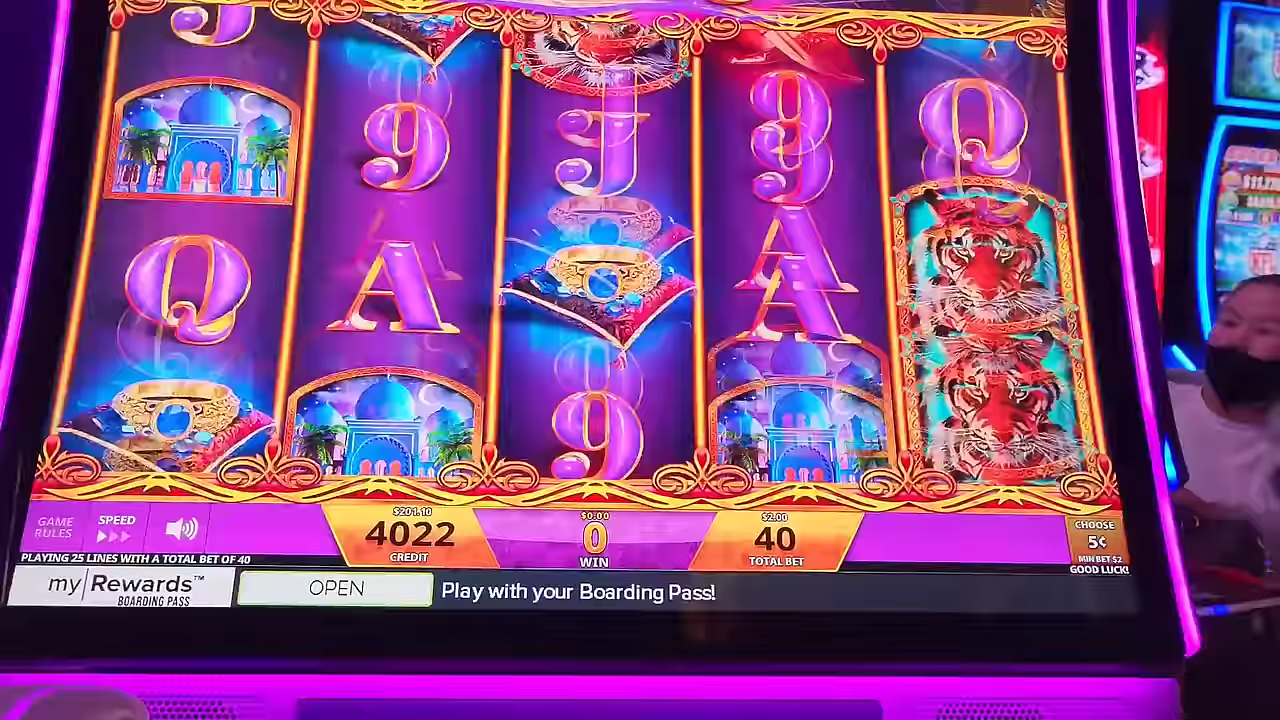 J
9
J
9
Q
Q
A
A
9
GAME RULES
SPEED
$201.10
4022
CREDIT
$0.00
0
WIN
$2.00
40
TOTAL BET
CHOOSE
5¢
MIN BET $2
GOOD LUCK!
PLAYING 25 LINES WITH A TOTAL BET OF 40
my Rewards™
BOARDING PASS
OPEN
Play with your Boarding Pass!